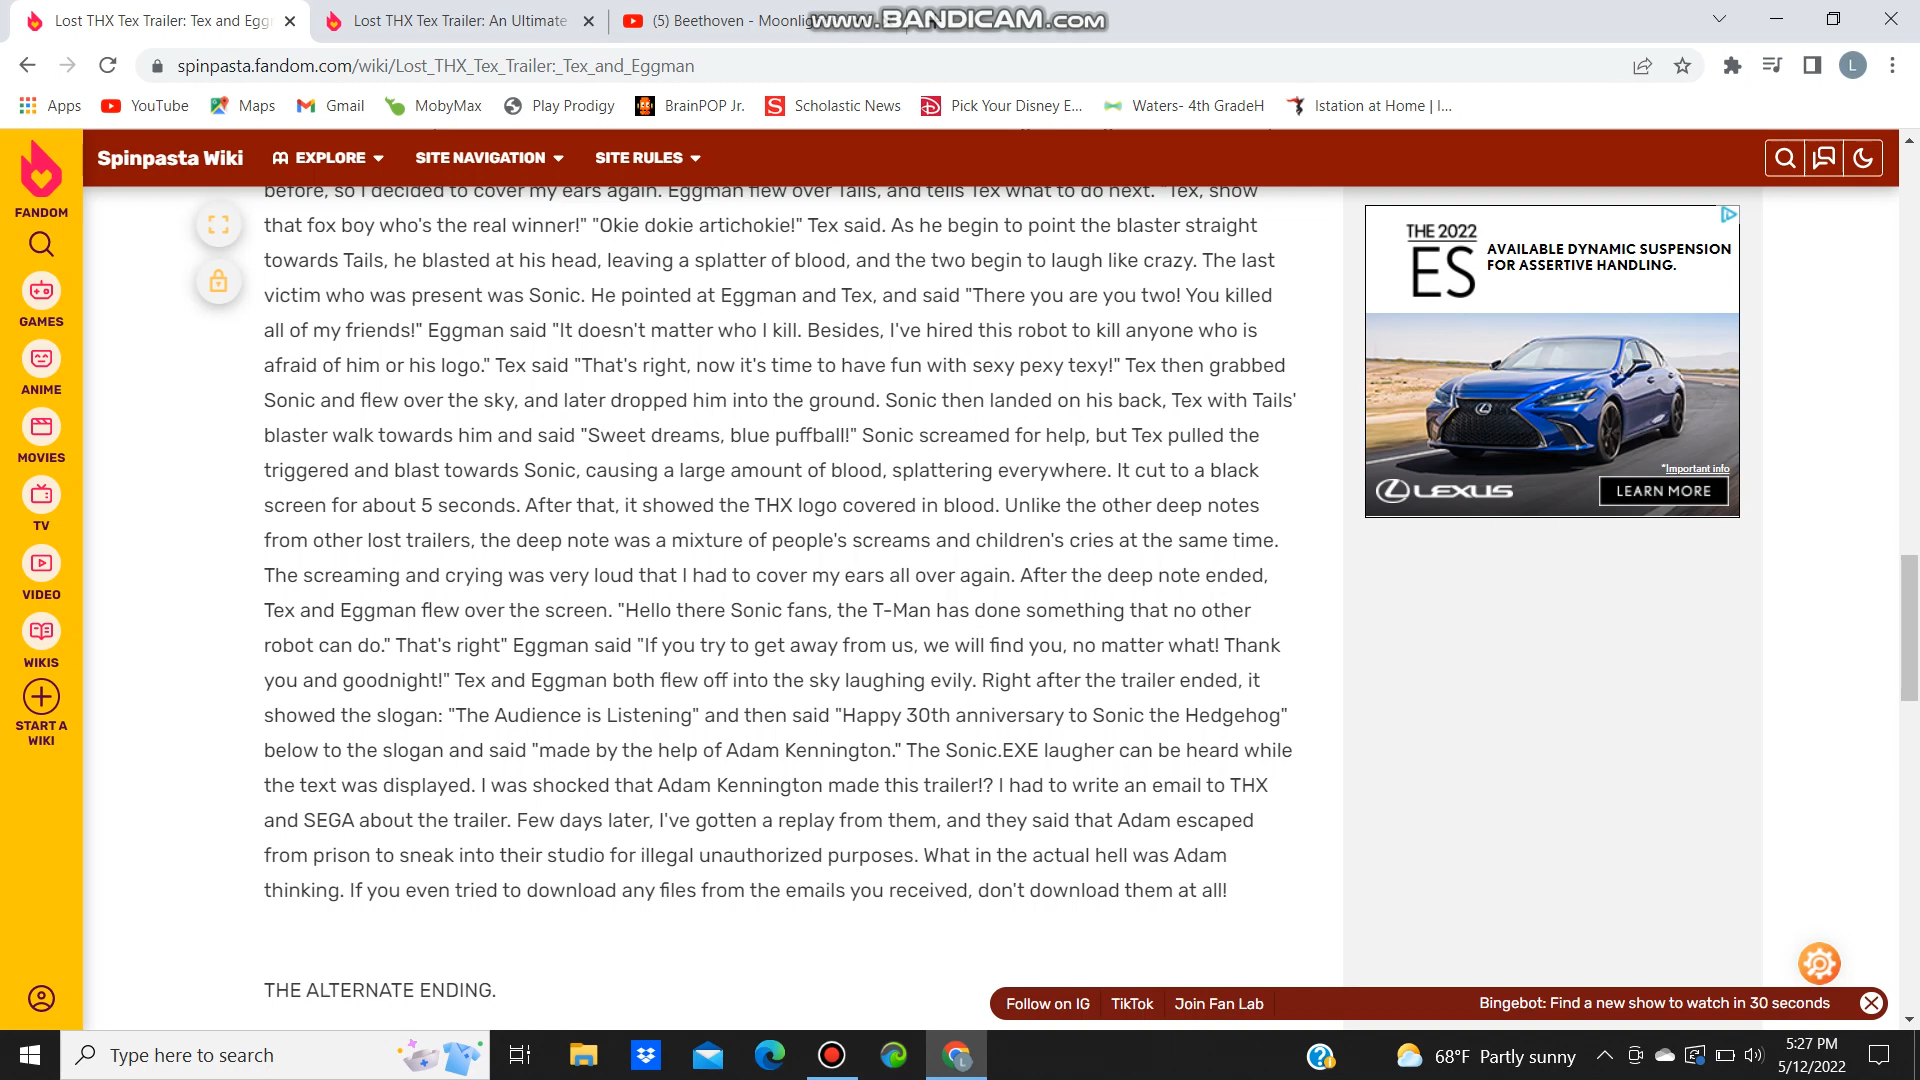 Lost THX Tex Trailer: Tex and Egg
Lost THX Tex Trailer: An Ultimate
(5) Beethoven - Moonlig
www.BANDICAM.com
spinpasta.fandom.com/wiki/Lost_THX_Tex_Trailer:_Tex_and_Eggman
L
Apps
YouTube
Maps
Gmail
MobyMax
Play Prodigy
BrainPOP Jr.
Scholastic News
Pick Your Disney E...
Waters- 4th GradeH
Istation at Home | I...
Spinpasta Wiki
EXPLORE
SITE NAVIGATION
SITE RULES
FANDOM
GAMES
ANIME
MOVIES
TV
VIDEO
WIKIS
START A
WIKI
before, so I decided to cover my ears again. Eggman flew over Tails, and tells Tex what to do next. "Tex, show
that fox boy who's the real winner!" "Okie dokie artichokie!" Tex said. As he begin to point the blaster straight
towards Tails, he blasted at his head, leaving a splatter of blood, and the two begin to laugh like crazy. The last
victim who was present was Sonic. He pointed at Eggman and Tex, and said "There you are you two! You killed
all of my friends!" Eggman said "It doesn't matter who I kill. Besides, I've hired this robot to kill anyone who is
afraid of him or his logo." Tex said "That's right, now it's time to have fun with sexy pexy texy!" Tex then grabbed
Sonic and flew over the sky, and later dropped him into the ground. Sonic then landed on his back, Tex with Tails'
blaster walk towards him and said "Sweet dreams, blue puffball!" Sonic screamed for help, but Tex pulled the
triggered and blast towards Sonic, causing a large amount of blood, splattering everywhere. It cut to a black
screen for about 5 seconds. After that, it showed the THX logo covered in blood. Unlike the other deep notes
from other lost trailers, the deep note was a mixture of people's screams and children's cries at the same time.
The screaming and crying was very loud that I had to cover my ears all over again. After the deep note ended,
Tex and Eggman flew over the screen. "Hello there Sonic fans, the T-Man has done something that no other
robot can do." That's right" Eggman said "If you try to get away from us, we will find you, no matter what! Thank
you and goodnight!" Tex and Eggman both flew off into the sky laughing evily. Right after the trailer ended, it
showed the slogan: "The Audience is Listening" and then said "Happy 30th anniversary to Sonic the Hedgehog"
below to the slogan and said "made by the help of Adam Kennington." The Sonic.EXE laugher can be heard while
the text was displayed. I was shocked that Adam Kennington made this trailer!? I had to write an email to THX
and SEGA about the trailer. Few days later, I've gotten a replay from them, and they said that Adam escaped
from prison to sneak into their studio for illegal unauthorized purposes. What in the actual hell was Adam
thinking. If you even tried to download any files from the emails you received, don't download them at all!
THE ALTERNATE ENDING.
THE 2022
ES
AVAILABLE DYNAMIC SUSPENSION
FOR ASSERTIVE HANDLING.
*Important info
LEXUS
LEARN MORE
Follow on IG
TikTok
Join Fan Lab
Bingebot: Find a new show to watch in 30 seconds
Type here to search
68°F Partly sunny
5:27 PM
5/12/2022